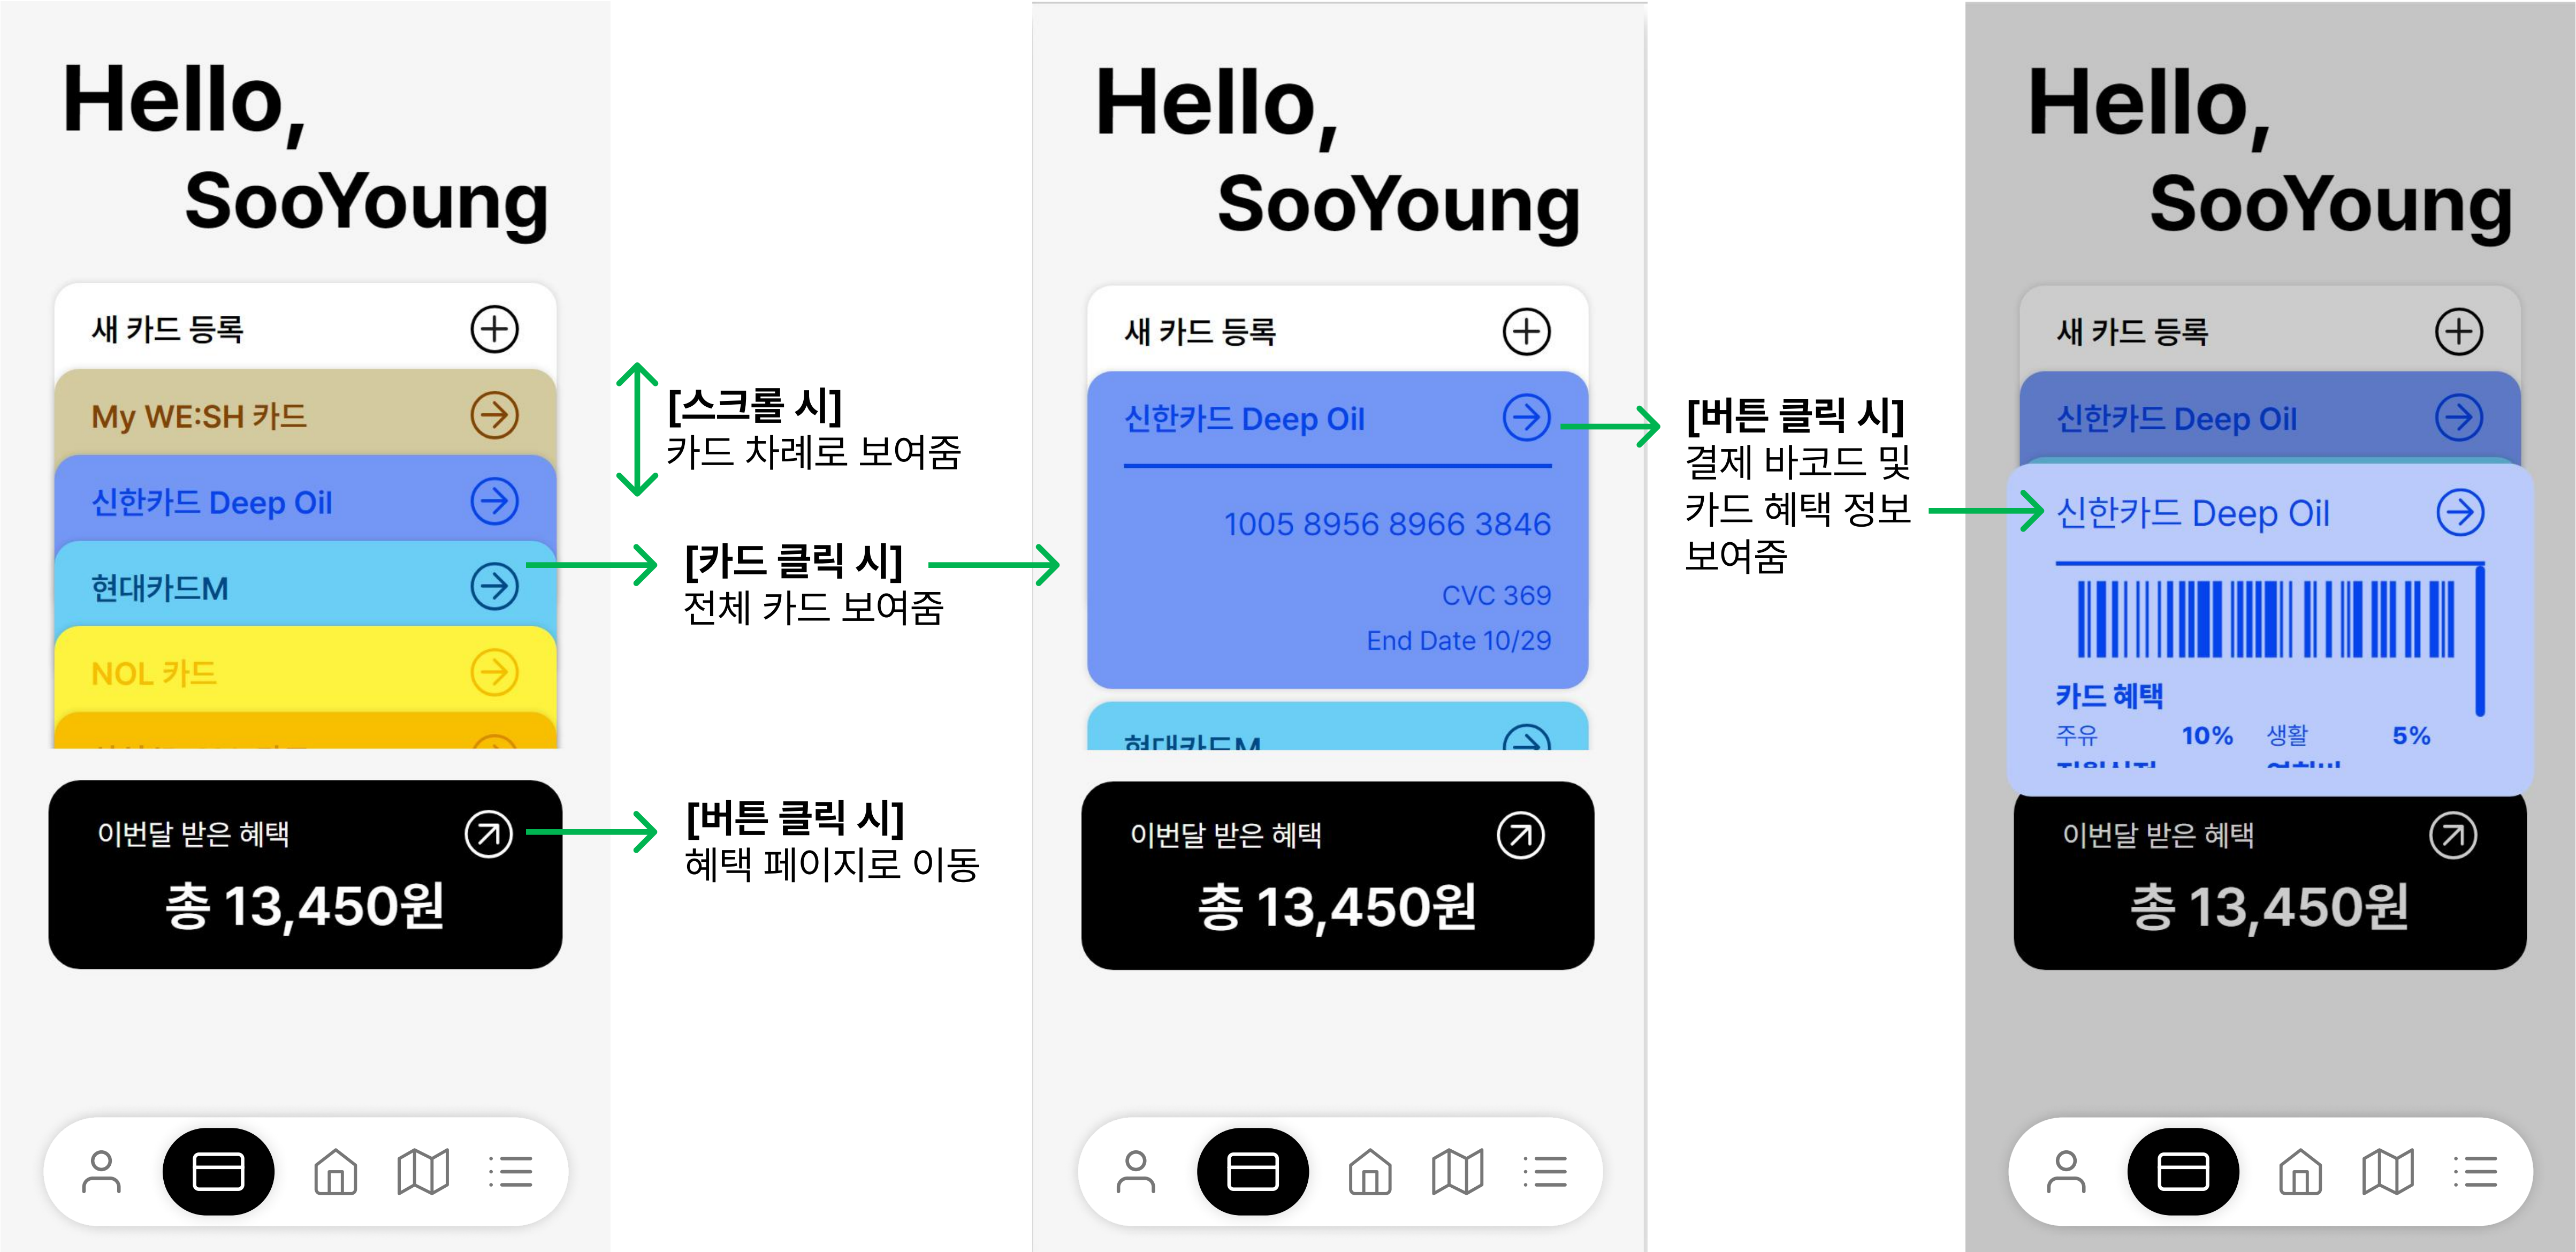 Hello,
SooYoung
새 카드 등록
My WE:SH 카드
신한카드 Deep Oil
현대카드M
NOL 카드
이번달 받은 혜택
총 13,450원
[스크롤 시]
카드 차례로 보여줌
[카드 클릭 시]
전체 카드 보여줌
[버튼 클릭 시]
혜택 페이지로 이동
Hello,
SooYoung
새 카드 등록
신한카드 Deep Oil
1005 8956 8966 3846
CVC 369
End Date 10/29
현대카드M
이번달 받은 혜택
총 13,450원
[버튼 클릭 시]
결제 바코드 및
카드 혜택 정보
보여줌
Hello,
SooYoung
새 카드 등록
신한카드 Deep Oil
신한카드 Deep Oil
카드 혜택
주유 10% 생활 5%
이번달 받은 혜택
총 13,450원